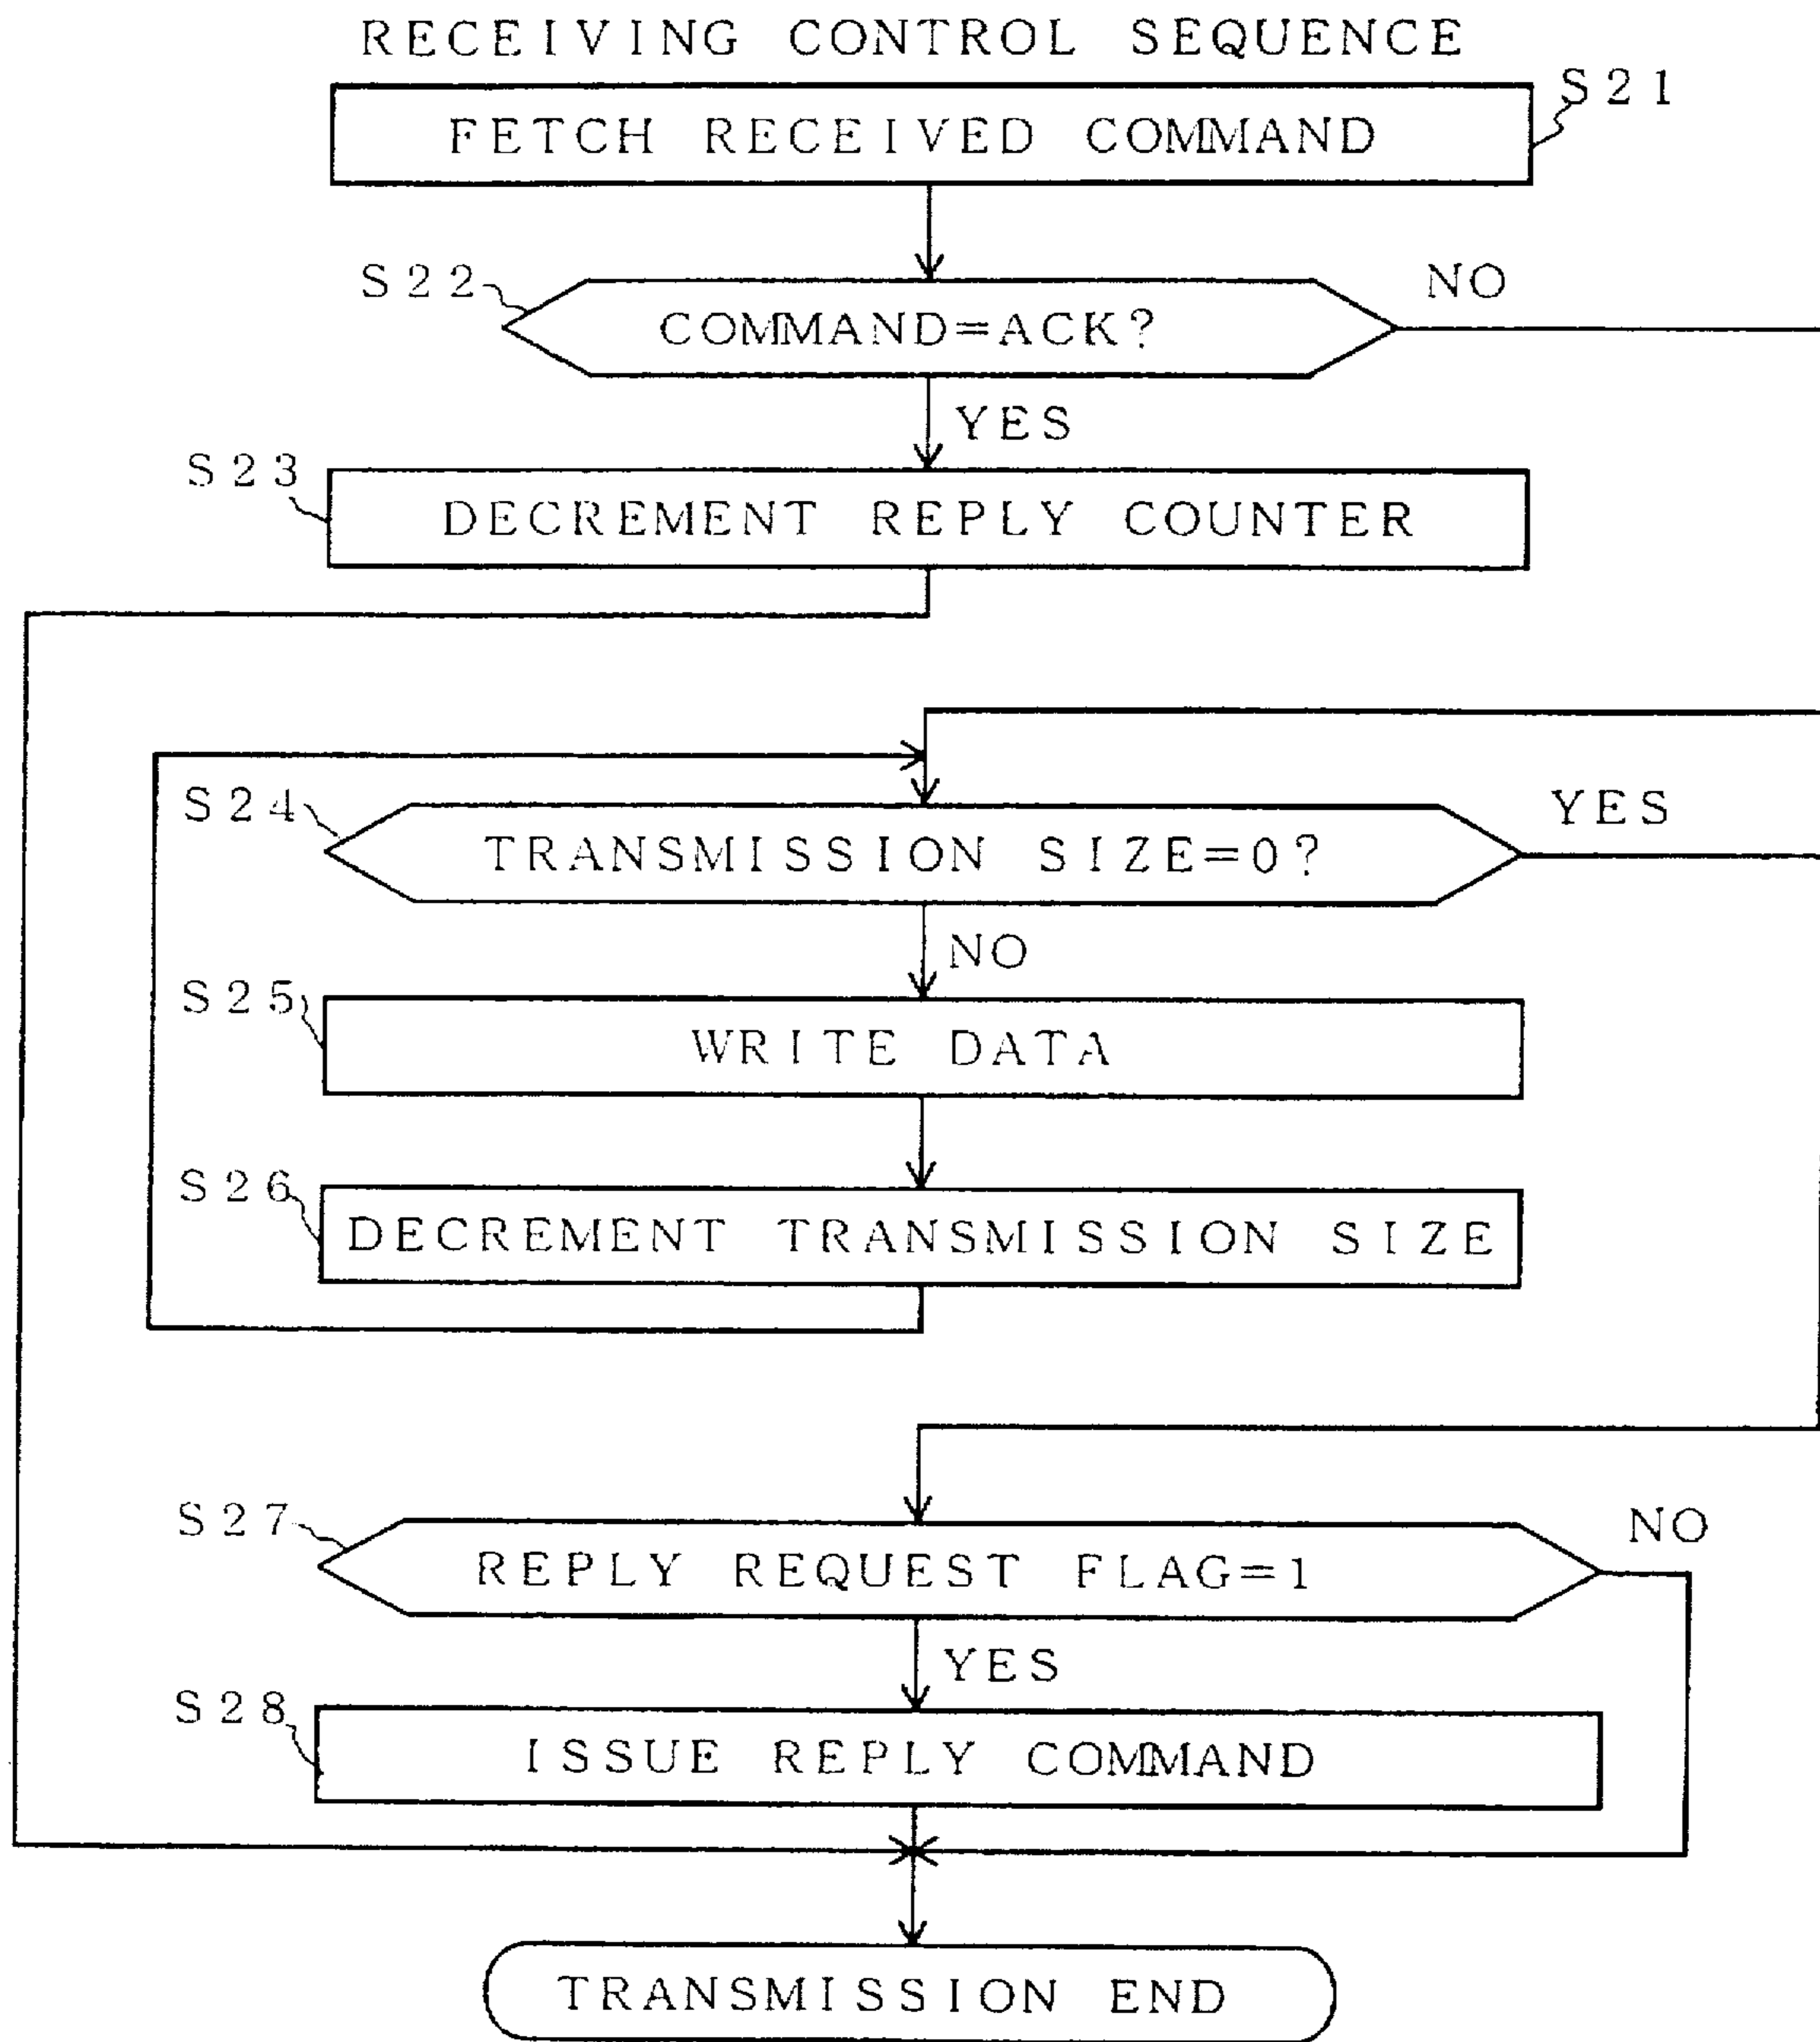 RECEIVING CONTROL SEQUENCE
S21
FETCH RECEIVED COMMAND
S22
NO
COMMAND=ACK?
YES
S23
DECREMENT REPLY COUNTER
S24
YES
TRANSMISSION SIZE=0?
NO
S25
WRITE DATA
S26
DECREMENT TRANSMISSION SIZE
S27
NO
REPLY REQUEST FLAG=1
YES
S28
ISSUE REPLY COMMAND
TRANSMISSION END